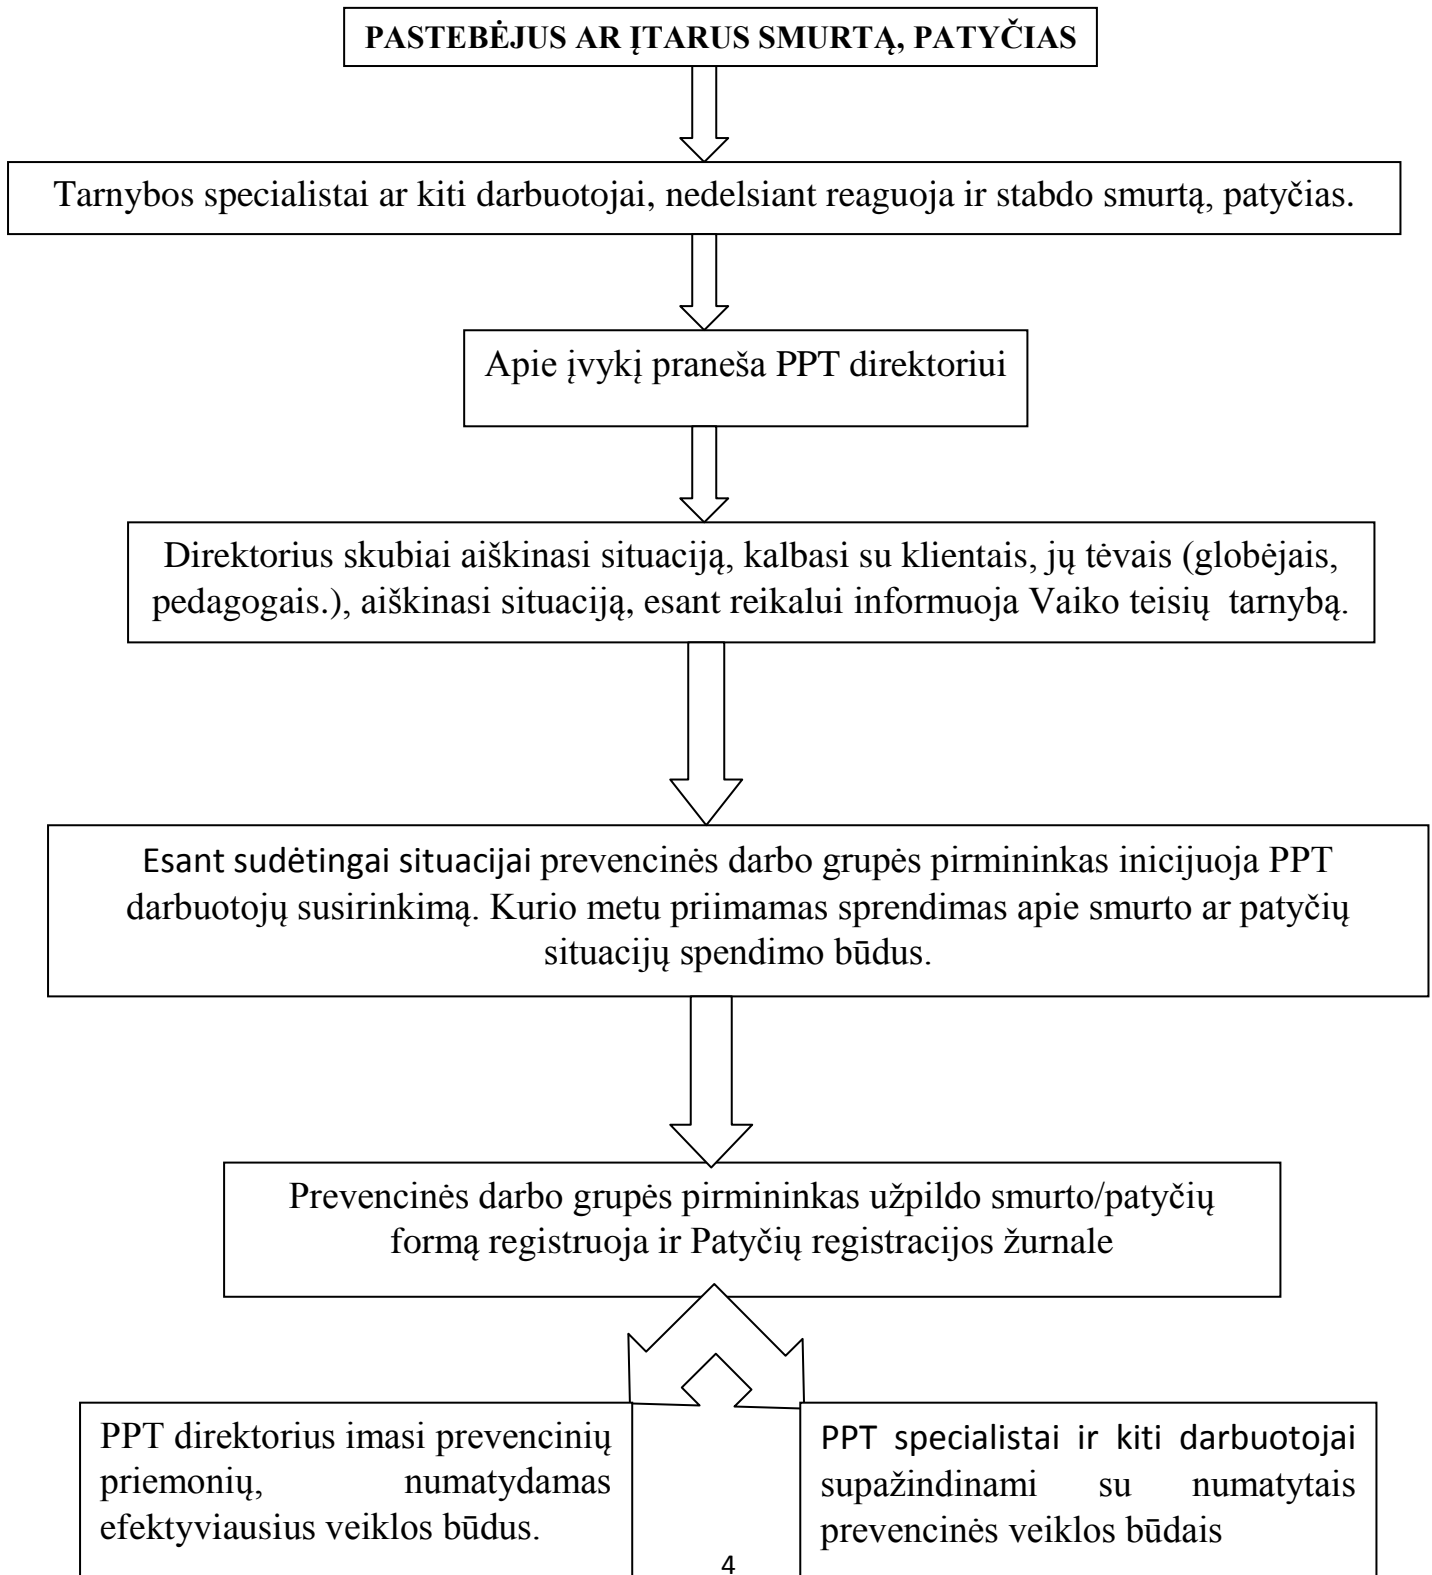 PASTEBĖJUS AR ĮTARUS SMURTĄ, PATYČIAS
Tarnybos specialistai ar kiti darbuotojai, nedelsiant reaguoja ir stabdo smurtą, patyčias.
Apie įvykį praneša PPT direktoriui
Direktorius skubiai aiškinasi situaciją, kalbasi su klientais, jų tėvais (globėjais,
pedagogais.), aiškinasi situaciją, esant reikalui informuoja Vaiko teisių tarnybą.
Esant sudėtingai situacijai prevencinės darbo grupės pirmininkas inicijuoja PPT
darbuotojų susirinkimą. Kurio metu priimamas sprendimas apie smurto ar patyčių
situacijų spendimo būdus.
Prevencinės darbo grupės pirmininkas užpildo smurto/patyčių
formą registruoja ir Patyčių registracijos žurnale
PPT direktorius imasi prevencinių
priemonių, numatydamas
efektyviausius veiklos būdus.
PPT specialistai ir kiti darbuotojai
supažindinami su numatytais
prevencinės veiklos būdais
4